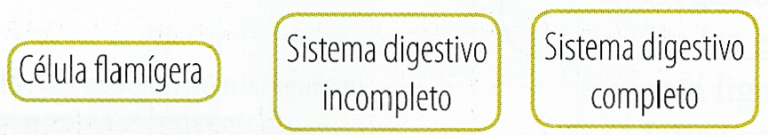 Célula flamígera
Sistema digestivo
incompleto
Sistema digestivo
completo